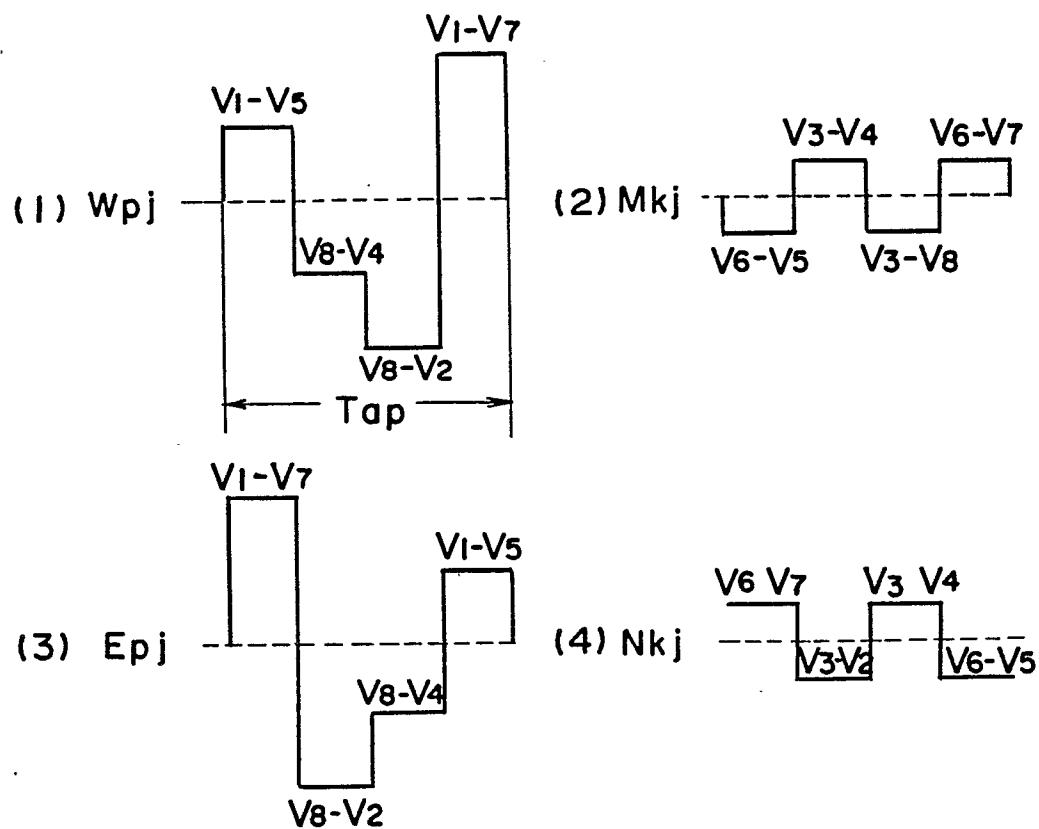 V1-V7
V1-V5
(1) Wpj
V8-V4
V8-V2
Tap
V3-V4
V6-V7
(2) Mkj
V6-V5
V3-V8
V1-V7
V1-V5
(3) Epj
V8-V4
V8-V2
V6 V7
V3 V4
(4) Nkj
V3-V2
V6-V5